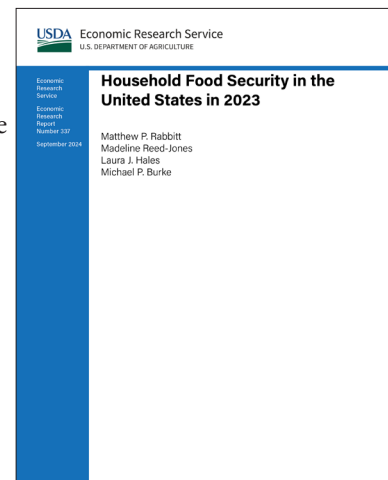 USDA Economic Research Service
U.S. DEPARTMENT OF AGRICULTURE
Economic
Research
Service
Economic
Research
Report
Number 337
September 2024
Household Food Security in the
United States in 2023
Matthew P. Rabbitt
Madeline Reed-Jones
Laura J. Hales
Michael P. Burke
e